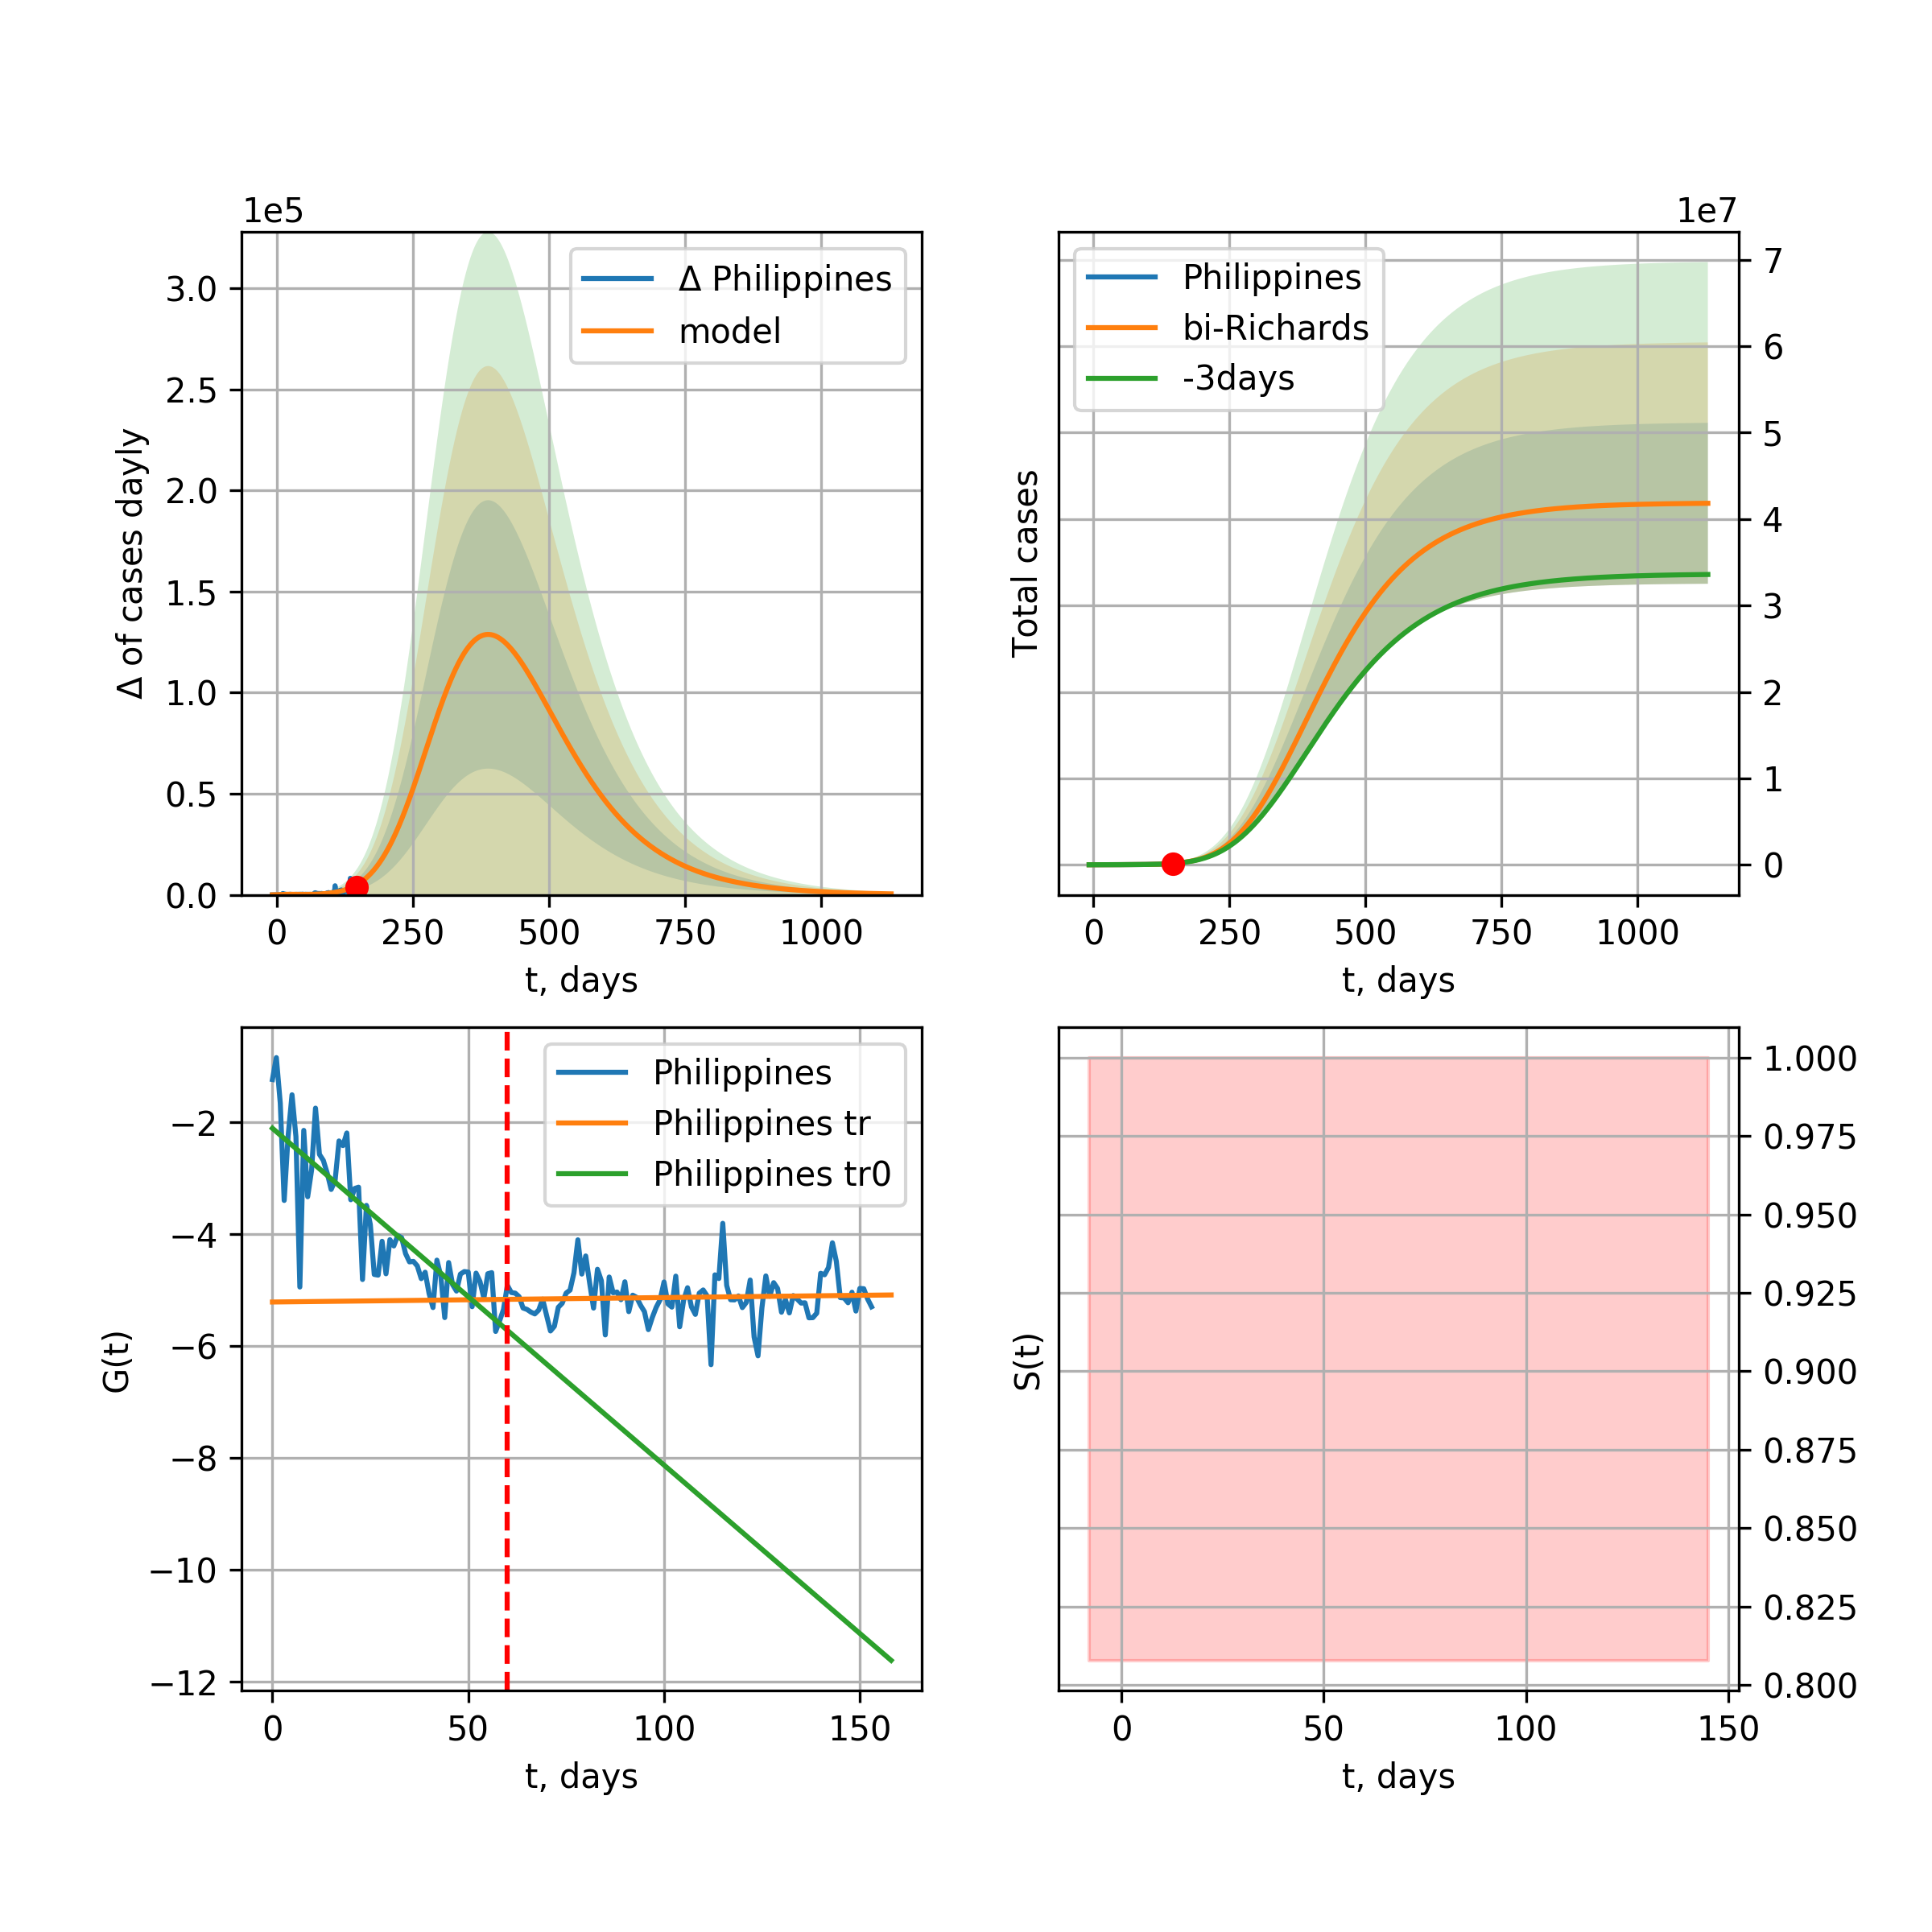 1e5
Δ of cases dayly
3.0
2.5
2.0
1.5
1.0
0.5
0.0
0 250 500 750 1000
t, days
Δ Philippines
model
1e7
Total cases
7
6
5
4
3
2
1
0
0 250 500 750 1000
t, days
Philippines
bi-Richards
-3days
G(t)
−2
−4
−6
−8
−10
−12
0 50 100 150
t, days
Philippines
Philippines tr
Philippines tr0
S(t)
1.000
0.975
0.950
0.925
0.900
0.875
0.850
0.825
0.800
0 50 100 150
t, days